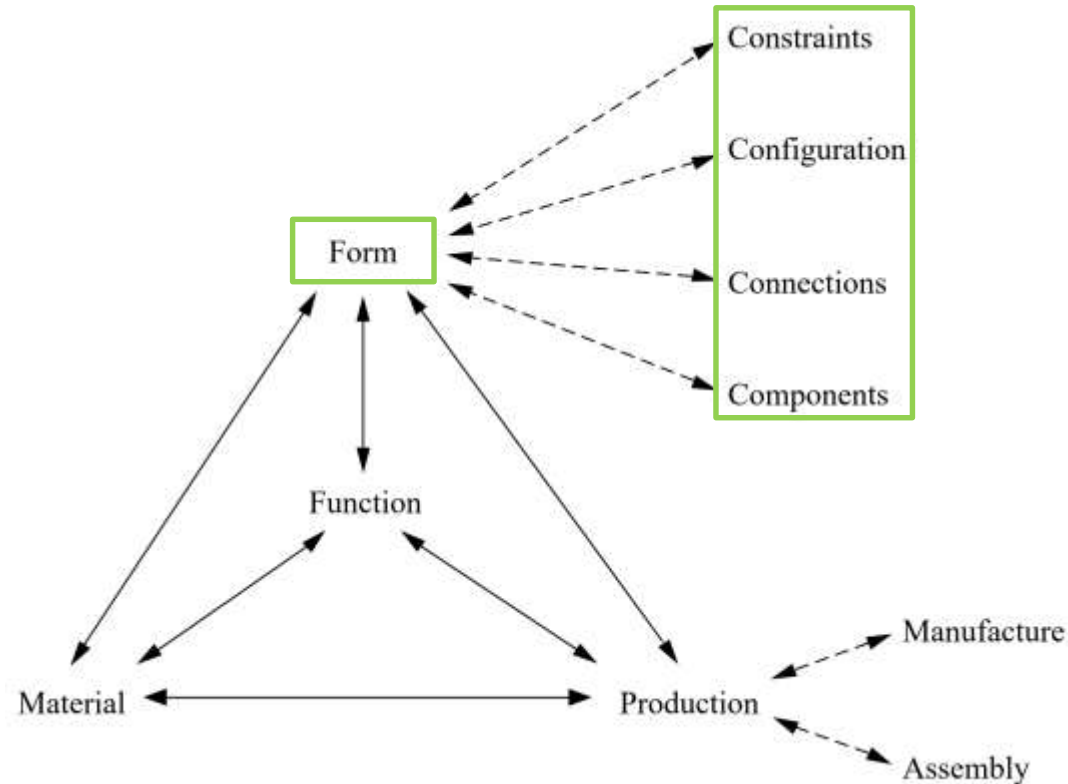 Constraints
Configuration
Form
Connections
Components
Function
Manufacture
Material
Production
Assembly